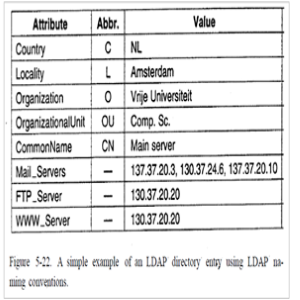 Attribute Abbr. Value
Country C NL
Locality L Amsterdam
Organization O Vrije Universiteit
OrganizationalUnit OU Comp. Sc.
CommonName CN Main server
Mail_Servers — 137.37.20.3, 130.37.24.6, 137.37.20.10
FTP_Server — 130.37.20.20
WWW_Server — 130.37.20.20
Figure 5-22. A simple example of an LDAP directory entry using LDAP na-
ming conventions.